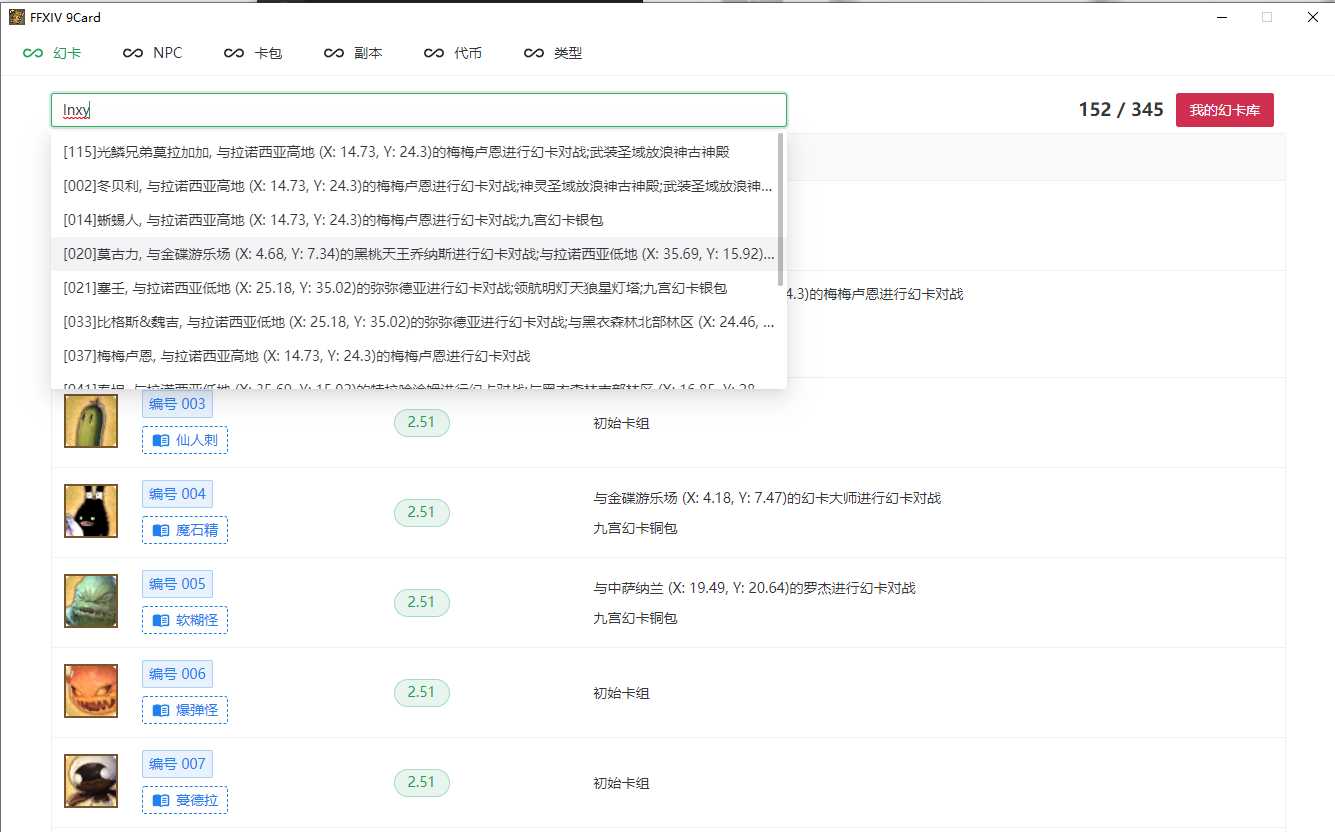 FFXIV 9Card
幻卡 NPC 卡包 副本 代币 类型
lnxy
152 / 345 我的幻卡库
[115]光鳞兄弟莫拉加加, 与拉诺西亚高地 (X: 14.73, Y: 24.3)的梅梅卢恩进行幻卡对战;武装圣域放浪神古神殿
[002]冬贝利, 与拉诺西亚高地 (X: 14.73, Y: 24.3)的梅梅卢恩进行幻卡对战;神灵圣域放浪神古神殿;武装圣域放浪神...
[014]蜥蜴人, 与拉诺西亚高地 (X: 14.73, Y: 24.3)的梅梅卢恩进行幻卡对战;九宫幻卡银包
[020]莫古力, 与金碟游乐场 (X: 4.68, Y: 7.34)的黑桃天王乔纳斯进行幻卡对战;与拉诺西亚低地 (X: 35.69, Y: 15.92)...
[021]塞壬, 与拉诺西亚低地 (X: 25.18, Y: 35.02)的弥弥德亚进行幻卡对战;领航明灯天狼星灯塔;九宫幻卡银包
4.3)的梅梅卢恩进行幻卡对战
[033]比格斯&魏吉, 与拉诺西亚低地 (X: 25.18, Y: 35.02)的弥弥德亚进行幻卡对战;与黑衣森林北部林区 (X: 24.46, ...
[037]梅梅卢恩, 与拉诺西亚高地 (X: 14.73, Y: 24.3)的梅梅卢恩进行幻卡对战
编号 003
仙人刺
2.51
初始卡组
编号 004
魔石精
2.51
与金碟游乐场 (X: 4.18, Y: 7.47)的幻卡大师进行幻卡对战
九宫幻卡铜包
编号 005
软糊怪
2.51
与中萨纳兰 (X: 19.49, Y: 20.64)的罗杰进行幻卡对战
九宫幻卡铜包
编号 006
爆弹怪
2.51
初始卡组
编号 007
蔓德拉
2.51
初始卡组